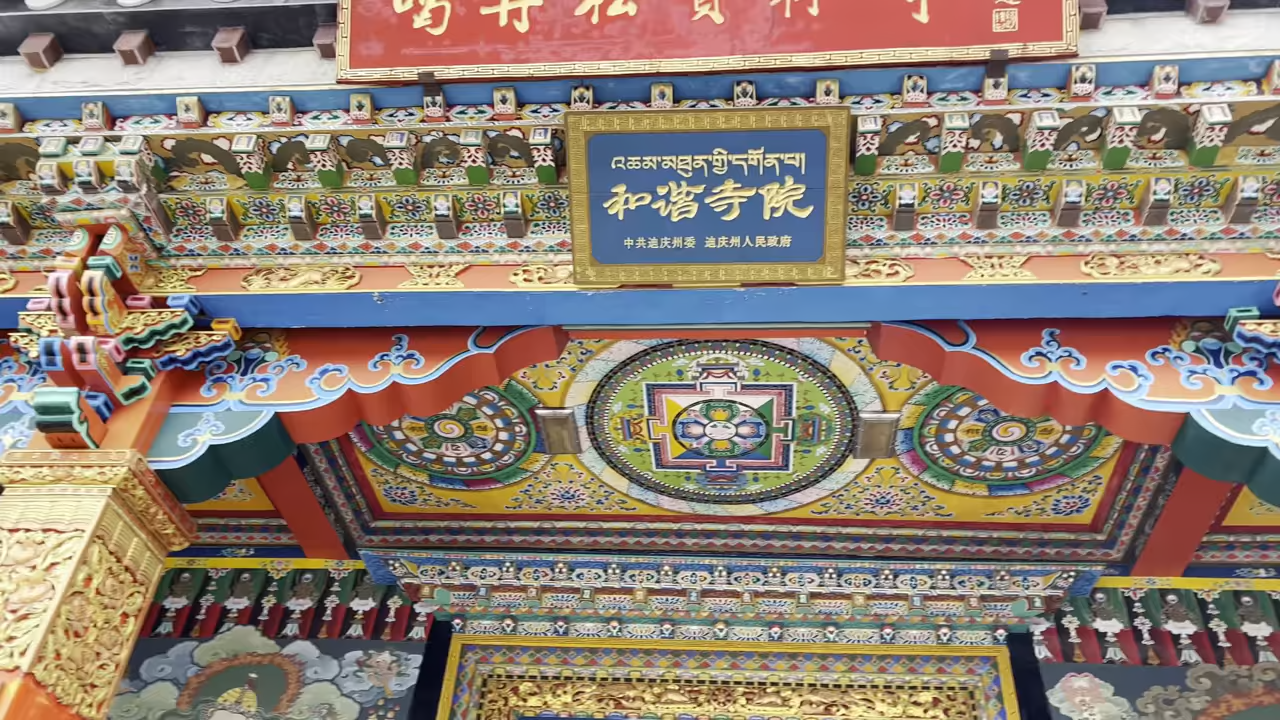 འཆམ་མཐུན་གྱི་དགོན་པ།
和谐寺院
中共迪庆州委 迪庆州人民政府